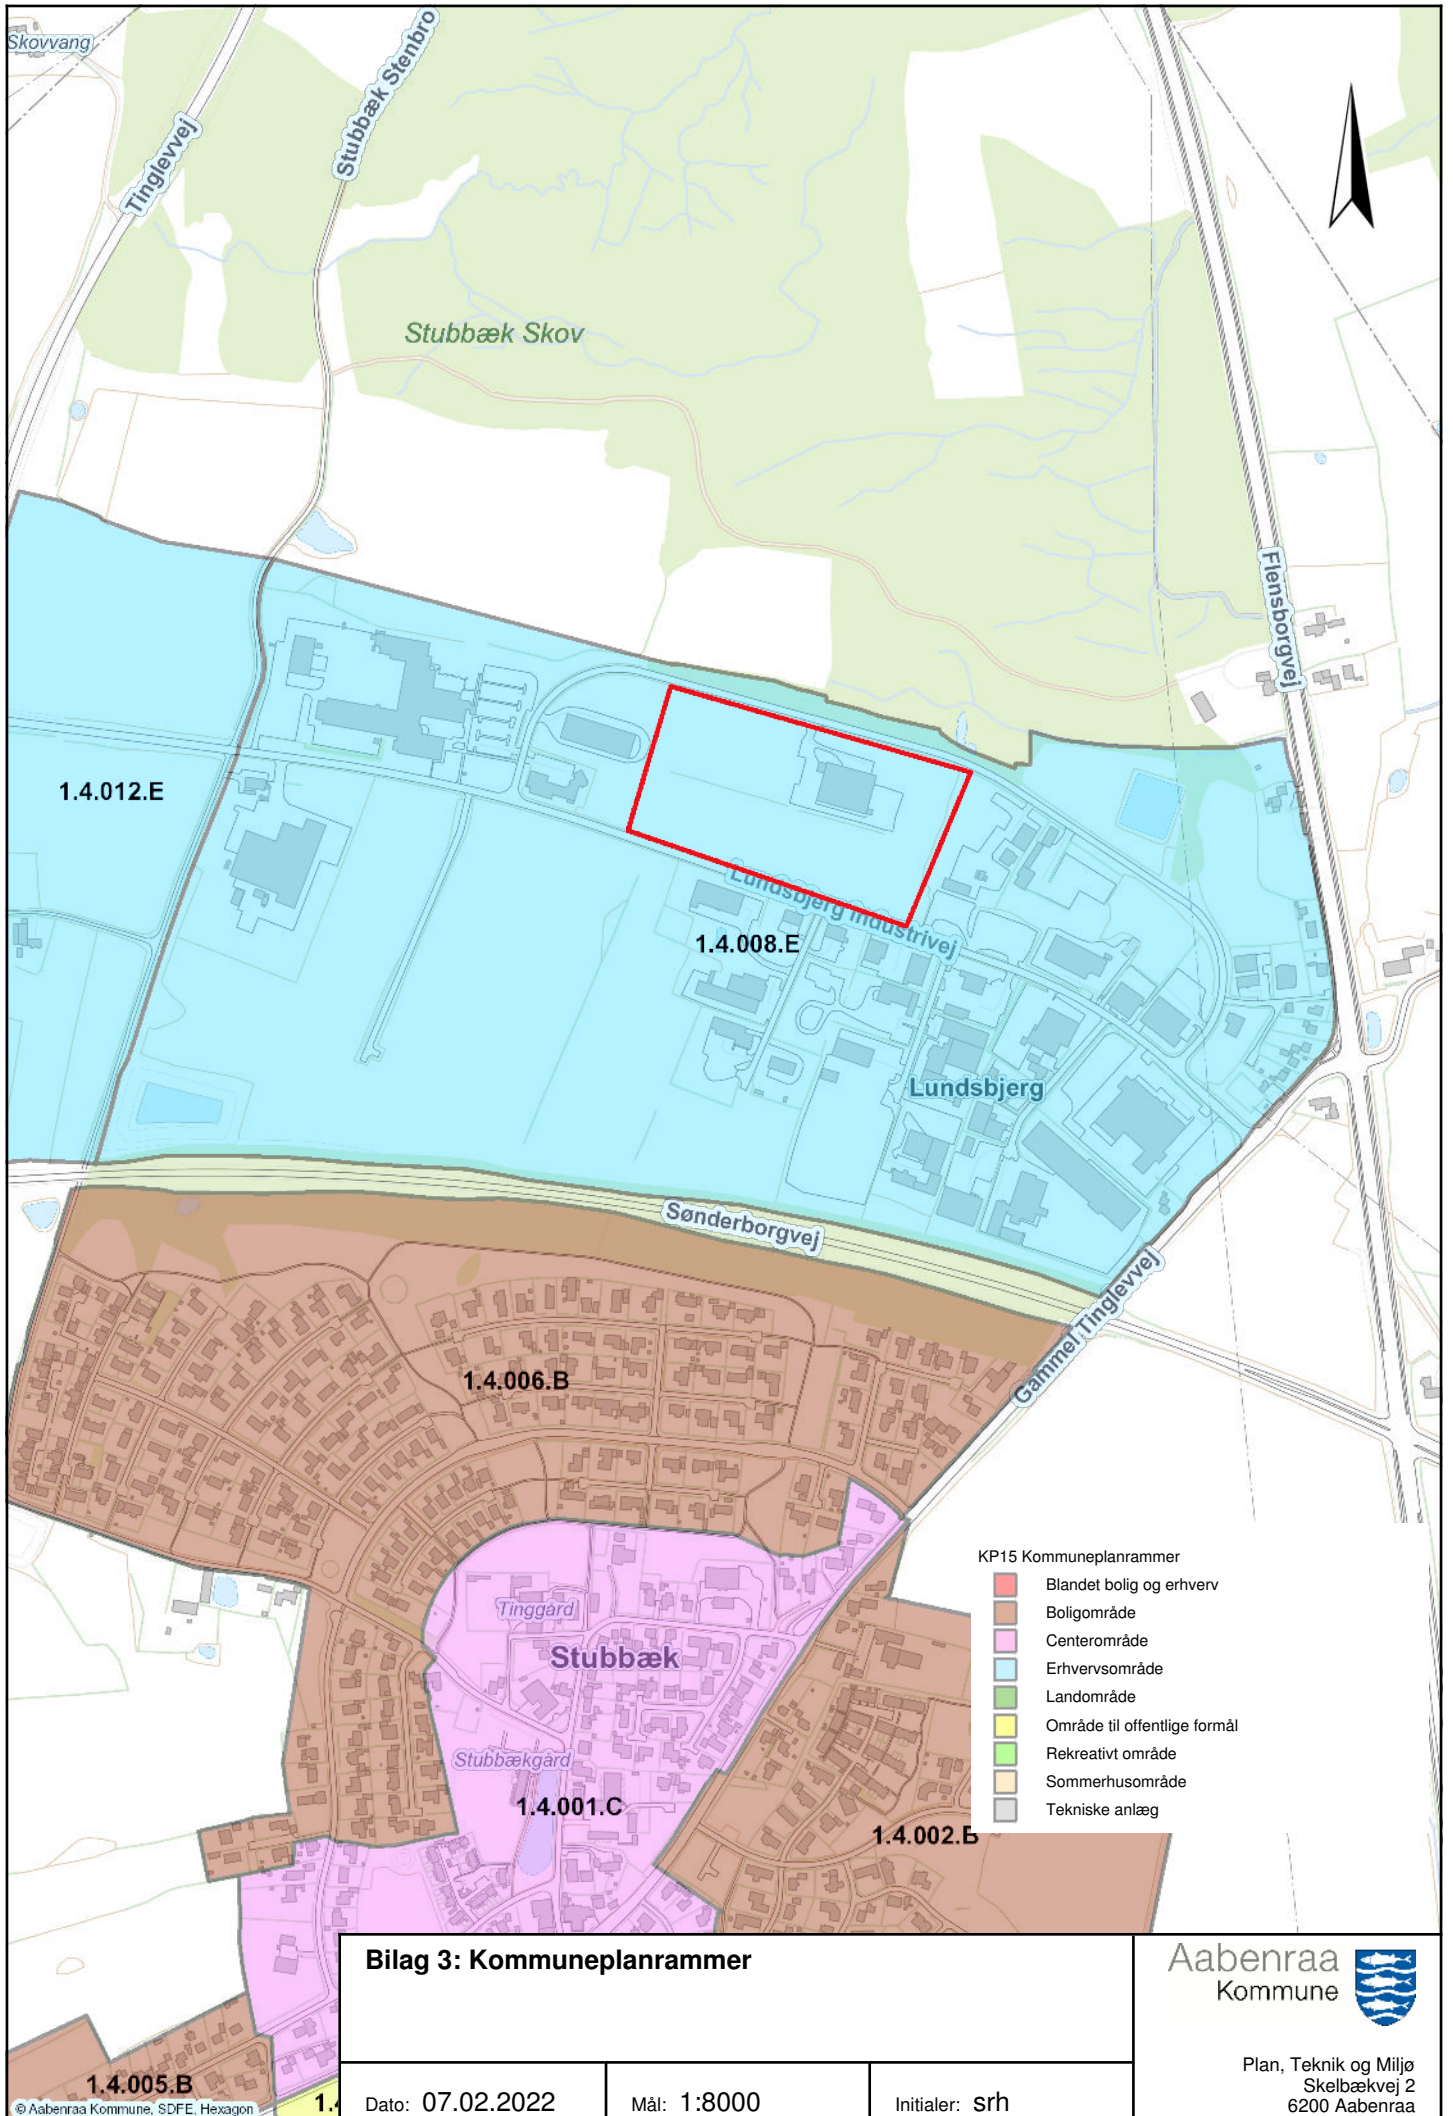 Skovvang
Tinglevvej
Stubbæk Stenbro
Stubbæk Skov
Flensborgvej
1.4.012.E
Lundsbjerg Industrivej
1.4.008.E
Lundsbjerg
Sønderborgvej
Gammel Tinglevvej
1.4.006.B
KP15 Kommuneplanrammer
Blandet bolig og erhverv
Boligområde
Centerområde
Erhvervsområde
Landområde
Område til offentlige formål
Rekreativt område
Sommerhusområde
Tekniske anlæg
Tinggård
Stubbæk
Stubbækgård
1.4.001.C
1.4.002.B
1.4.005.B
© Aabenraa Kommune, SDFE, Hexagon
Bilag 3: Kommuneplanrammer
Dato: 07.02.2022
Mål: 1:8000
Initialer: srh
Aabenraa
Kommune
Plan, Teknik og Miljø
Skelbækvej 2
6200 Aabenraa